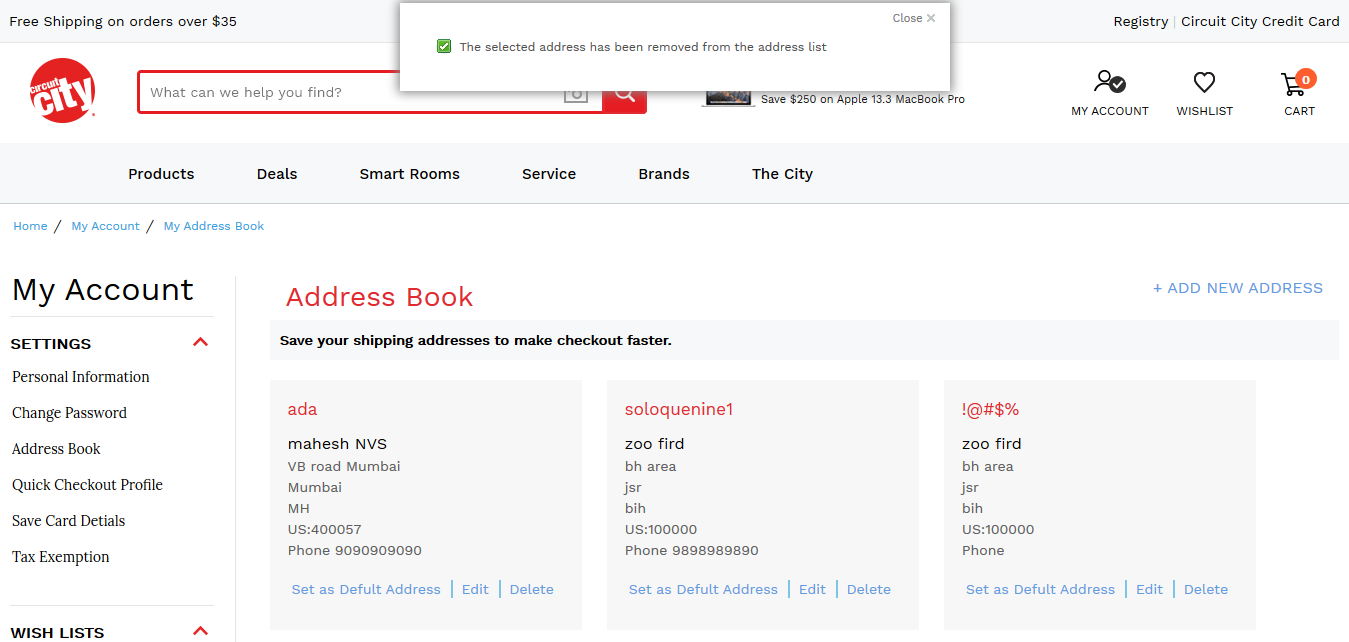 Free Shipping on orders over $35
Close
The selected address has been removed from the address list
Registry | Circuit City Credit Card
circuit city
What can we help you find?
Save $250 on Apple 13.3 MacBook Pro
MY ACCOUNT
WISHLIST
0
CART
Products
Deals
Smart Rooms
Service
Brands
The City
Home / My Account / My Address Book
My Account
SETTINGS
Personal Information
Change Password
Address Book
Quick Checkout Profile
Save Card Detials
Tax Exemption
WISH LISTS
Address Book
+ ADD NEW ADDRESS
Save your shipping addresses to make checkout faster.
ada
mahesh NVS
VB road Mumbai
Mumbai
MH
US:400057
Phone 9090909090
Set as Defult Address | Edit | Delete
soloquenine1
zoo fird
bh area
jsr
bih
US:100000
Phone 9898989890
Set as Defult Address | Edit | Delete
!@#$%
zoo fird
bh area
jsr
bih
US:100000
Phone
Set as Defult Address | Edit | Delete